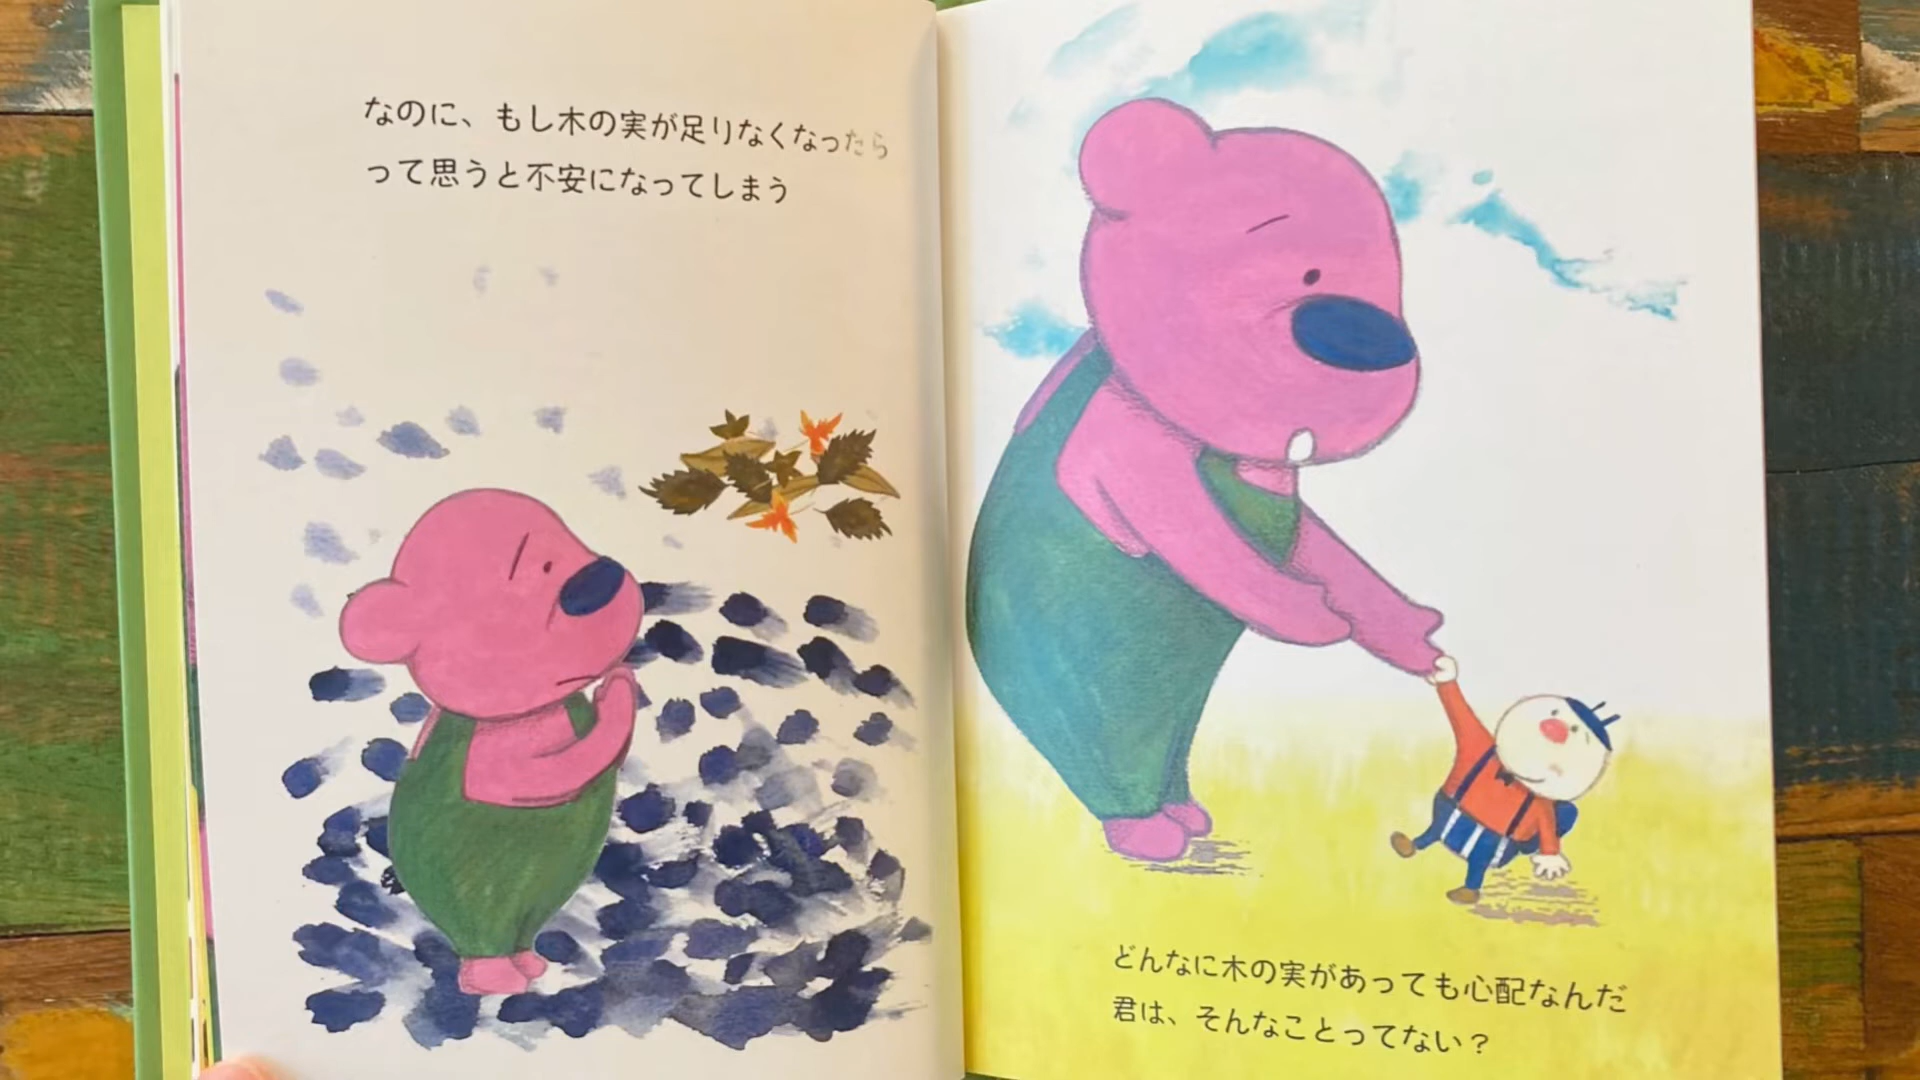 なのに、もし木の実が足りなくなったら
って思うと不安になってしまう
どんなに木の実があっても心配なんだ
君は、そんなことってない？